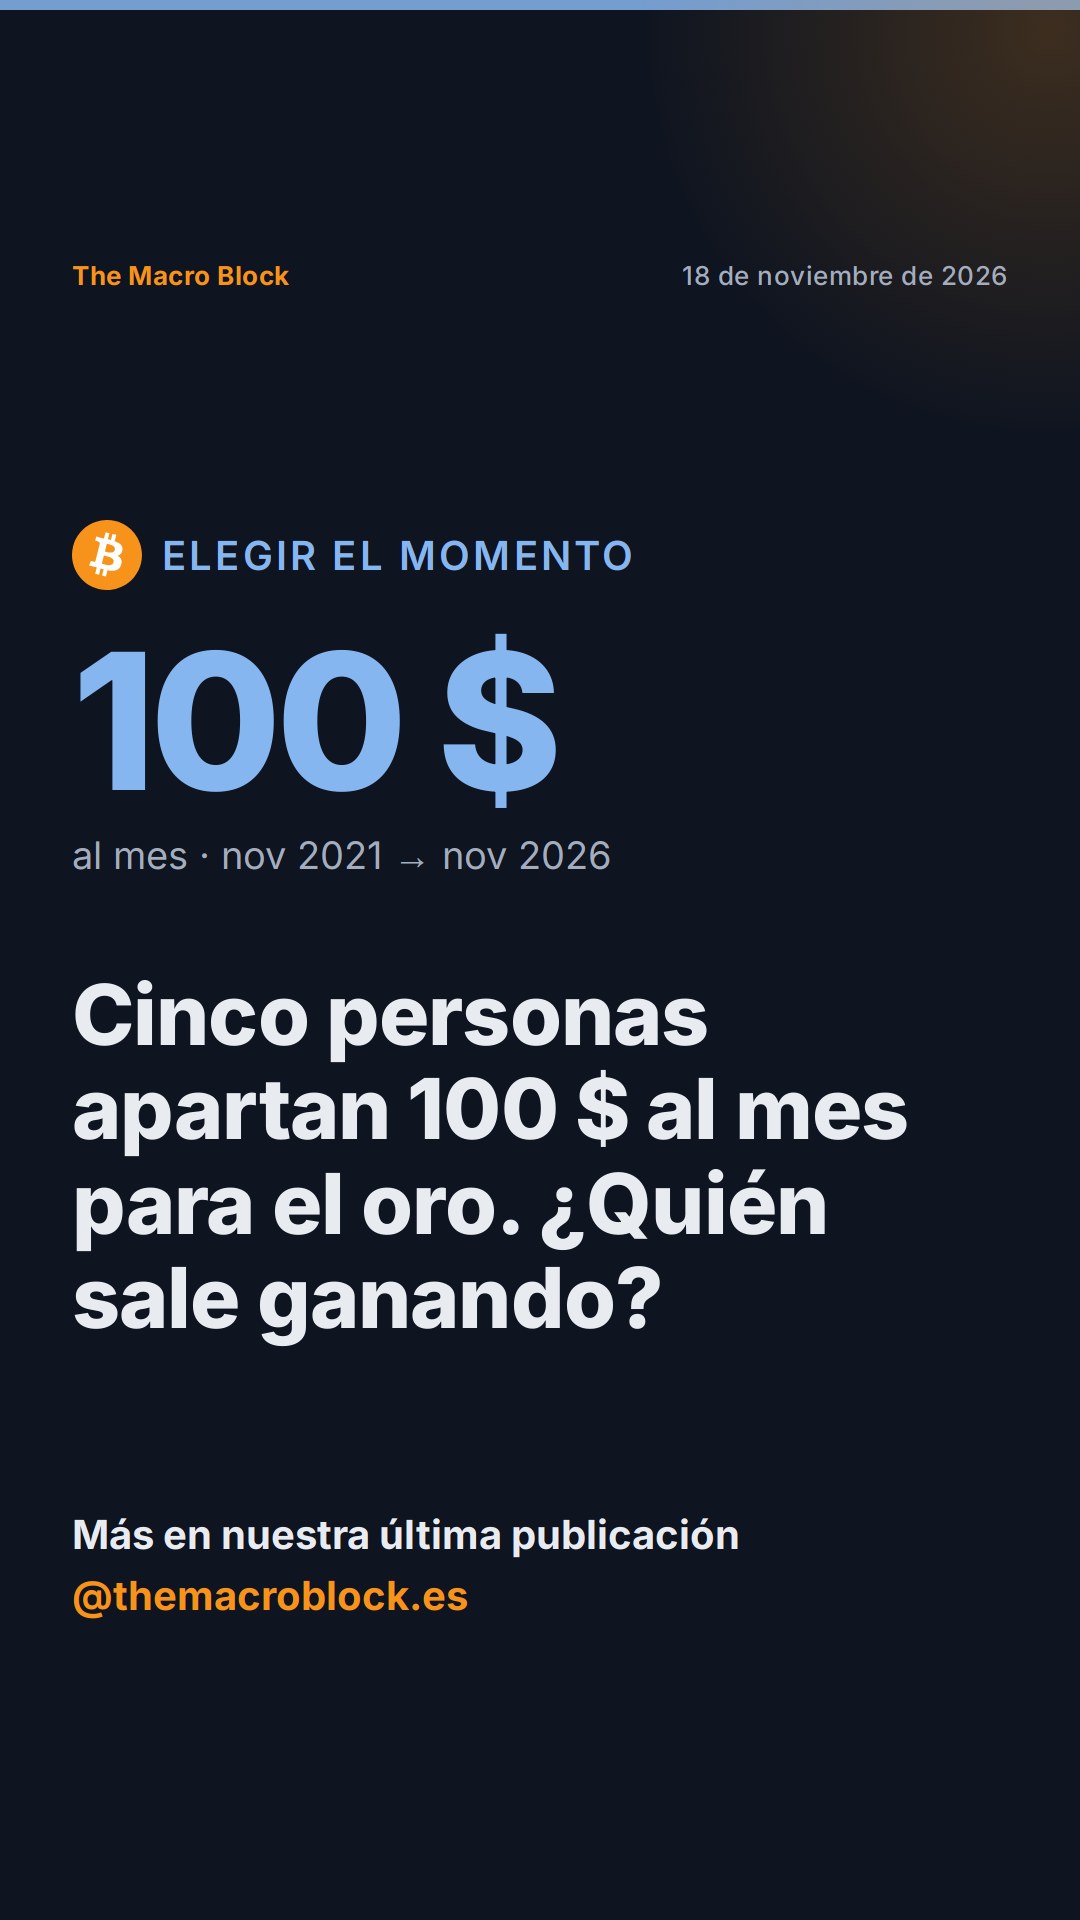 The Macro Block
18 de noviembre de 2026
ELEGIR EL MOMENTO
100 $
al mes · nov 2021 → nov 2026
Cinco personas
apartan 100 $ al mes
para el oro. ¿Quién
sale ganando?
Más en nuestra última publicación
@themacroblock.es